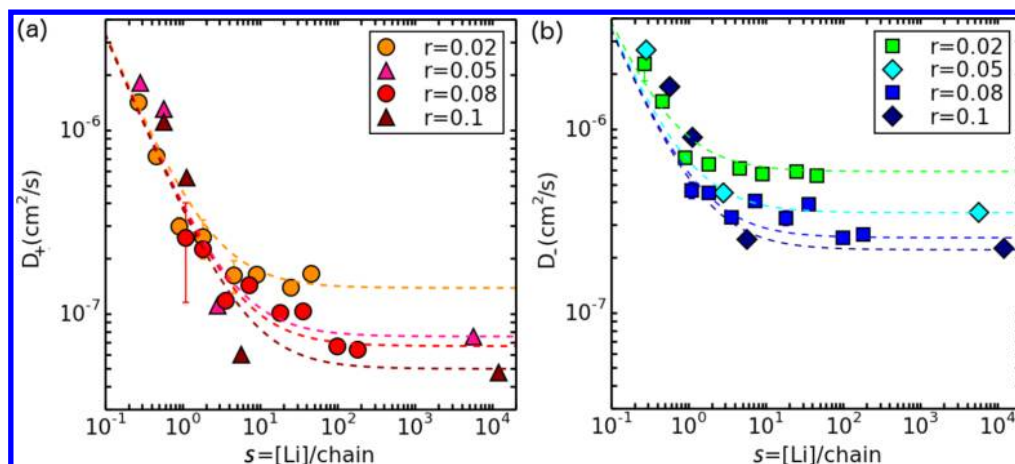 (a)
r=0.02
r=0.05
r=0.08
r=0.1
10⁻⁶
10⁻⁷
D₊(cm²/s)
10⁻¹ 10⁰ 10¹ 10² 10³ 10⁴
s=[Li]/chain
(b)
r=0.02
r=0.05
r=0.08
r=0.1
10⁻⁶
10⁻⁷
D₋(cm²/s)
10⁻¹ 10⁰ 10¹ 10² 10³ 10⁴
s=[Li]/chain